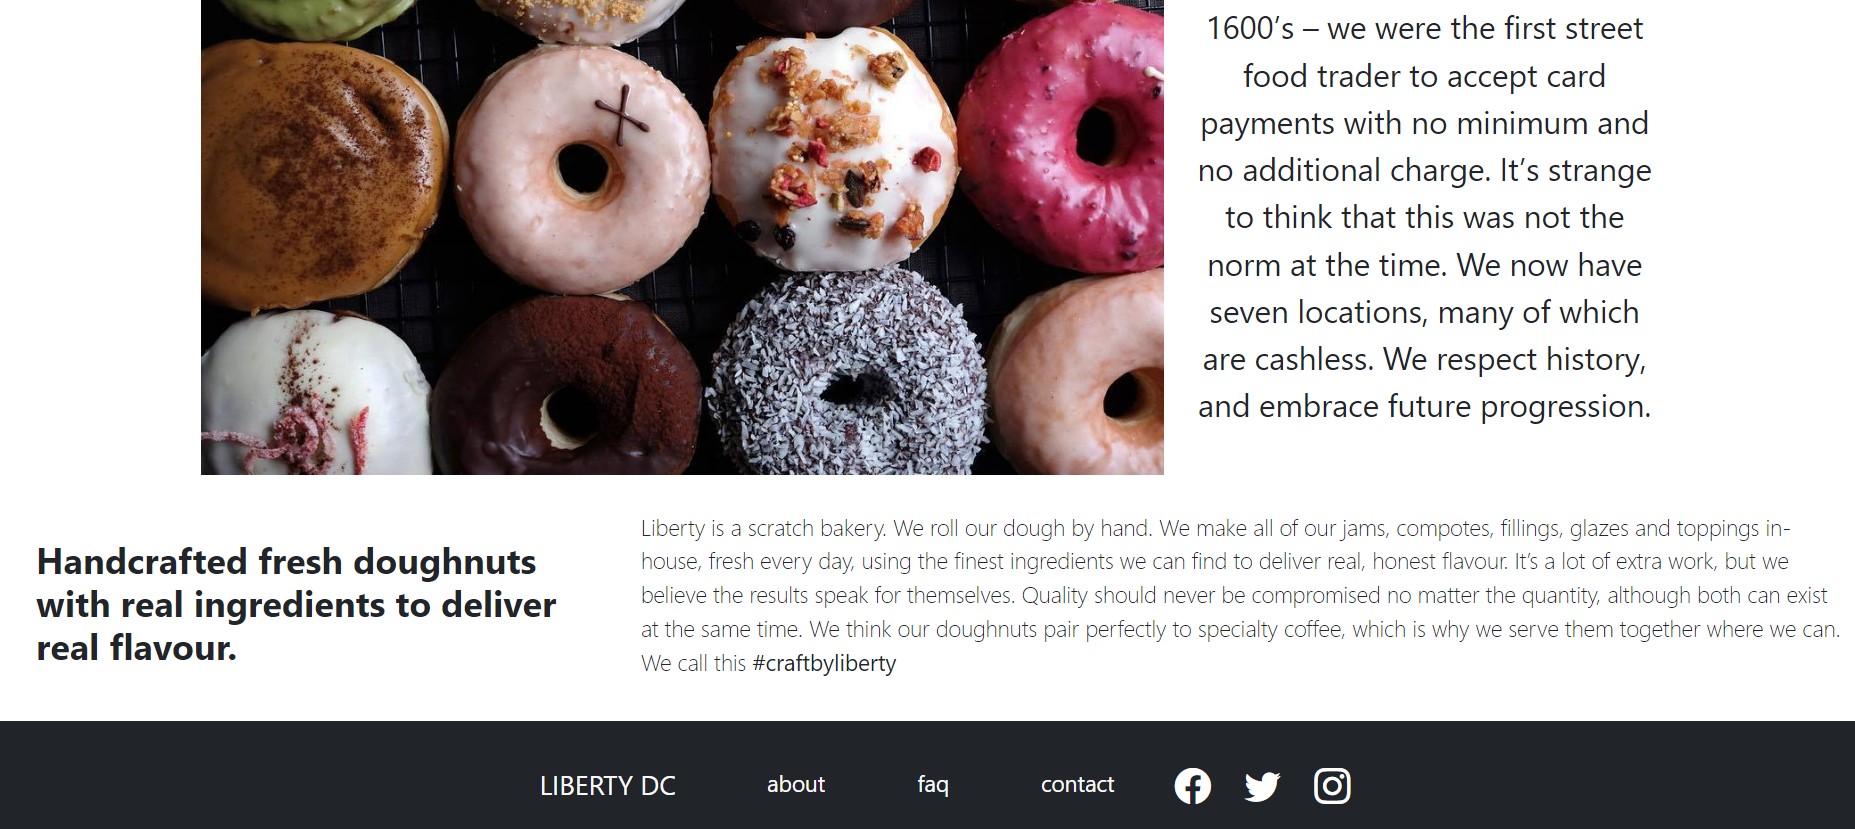 1600’s – we were the first street
food trader to accept card
payments with no minimum and
no additional charge. It’s strange
to think that this was not the
norm at the time. We now have
seven locations, many of which
are cashless. We respect history,
and embrace future progression.
Handcrafted fresh doughnuts
with real ingredients to deliver
real flavour.
Liberty is a scratch bakery. We roll our dough by hand. We make all of our jams, compotes, fillings, glazes and toppings in-
house, fresh every day, using the finest ingredients we can find to deliver real, honest flavour. It’s a lot of extra work, but we
believe the results speak for themselves. Quality should never be compromised no matter the quantity, although both can exist
at the same time. We think our doughnuts pair perfectly to specialty coffee, which is why we serve them together where we can.
We call this #craftbyliberty
LIBERTY DC about faq contact